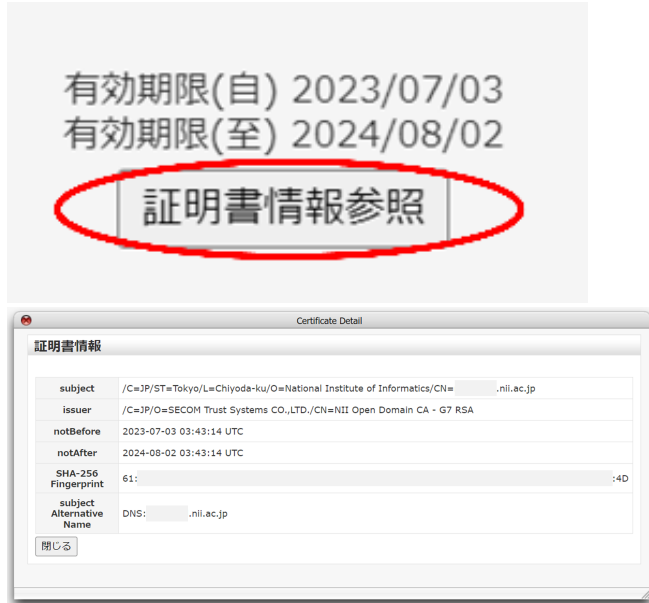 有効期限(自) 2023/07/03
有効期限(至) 2024/08/02
証明書情報参照
Certificate Detail
証明書情報
subject /C=JP/ST=Tokyo/L=Chiyoda-ku/O=National Institute of Informatics/CN= .nii.ac.jp
issuer /C=JP/O=SECOM Trust Systems CO.,LTD./CN=NII Open Domain CA - G7 RSA
notBefore 2023-07-03 03:43:14 UTC
notAfter 2024-08-02 03:43:14 UTC
SHA-256
Fingerprint 61: :4D
subject
Alternative
Name DNS: .nii.ac.jp
閉じる